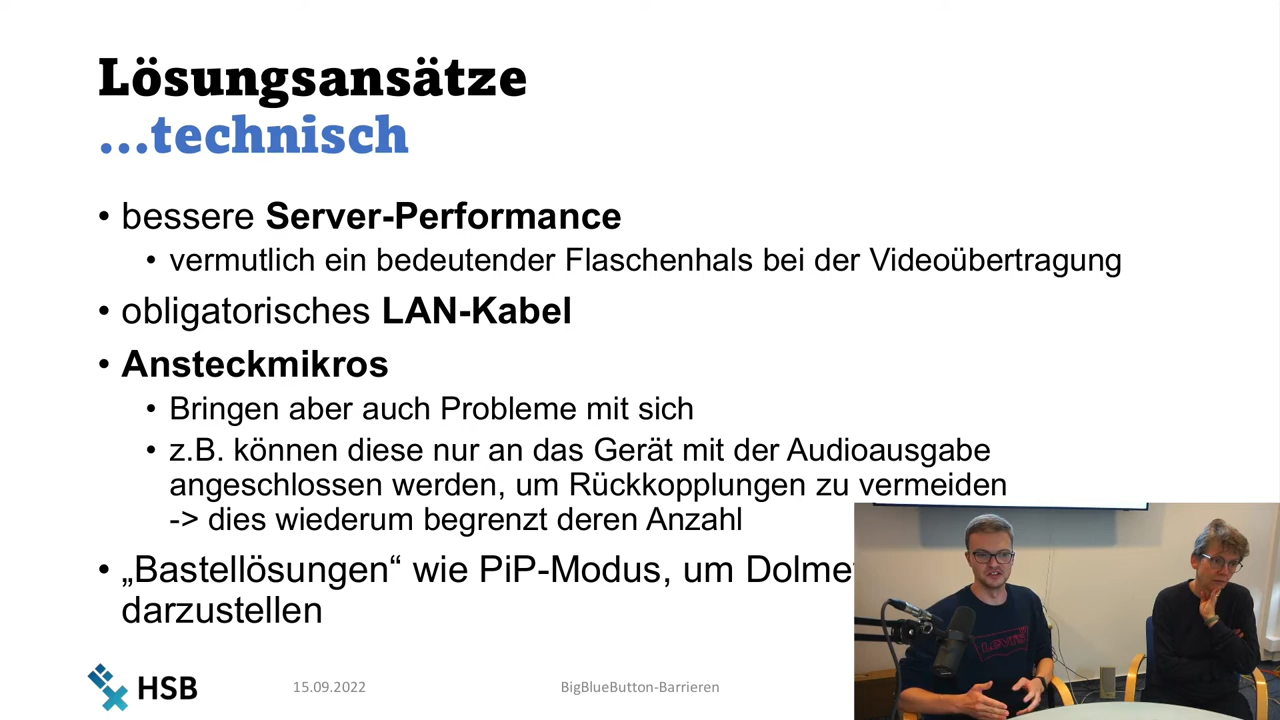 Lösungsansätze
...technisch
• bessere Server-Performance
• vermutlich ein bedeutender Flaschenhals bei der Videoübertragung
• obligatorisches LAN-Kabel
• Ansteckmikros
• Bringen aber auch Probleme mit sich
• z.B. können diese nur an das Gerät mit der Audioausgabe
angeschlossen werden, um Rückkopplungen zu vermeiden
-> dies wiederum begrenzt deren Anzahl
• „Bastellösungen“ wie PiP-Modus, um
darzustellen
HSB
15.09.2022
BigBlueButton-Barrieren
Levi's